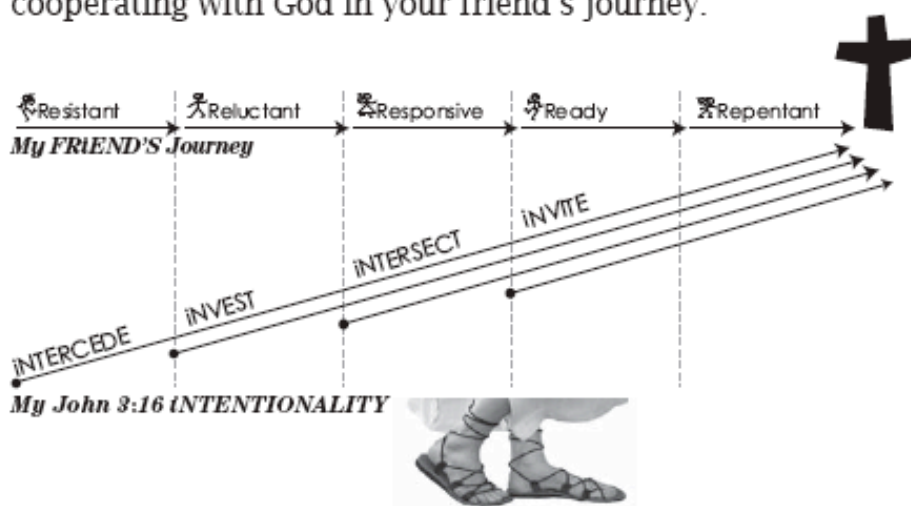 cooperating with God in your friend's journey.
Resistant Reluctant Responsive Ready Repentant
My FRiEND'S Journey
iNVITE
iNTERSECT
iNVEST
iNTERCEDE
My John 3:16 iNTENTIONALITY